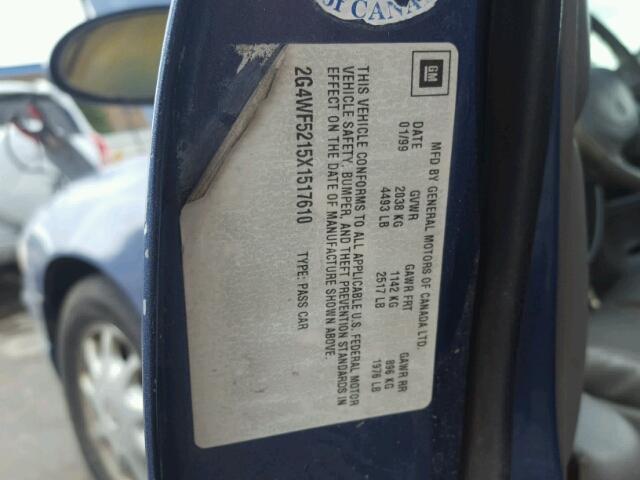 OF CANA
GM
MFD BY GENERAL MOTORS OF CANADA LTD.
DATE GVWR GAWR FRT GAWR RR
01/99 2038 KG 1142 KG 896 KG
4493 LB 2517 LB 1976 LB
THIS VEHICLE CONFORMS TO ALL APPLICABLE U.S. FEDERAL MOTOR
VEHICLE SAFETY, BUMPER, AND THEFT PREVENTION STANDARDS IN
EFFECT ON THE DATE OF MANUFACTURE SHOWN ABOVE.
2G4WF5215X1517610 TYPE: PASS CAR